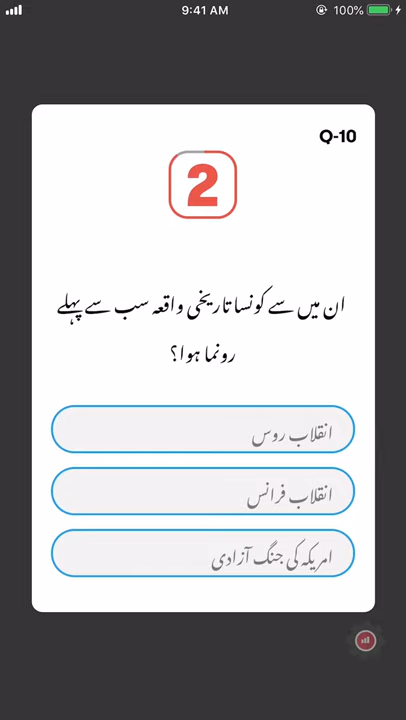 9:41 AM
100%
Q-10
2
ان میں سے کونسا تاریخی واقعہ سب سے پہلے
رونما ہوا؟
انقلاب روس
انقلاب فرانس
امریکہ کی جنگ آزادی